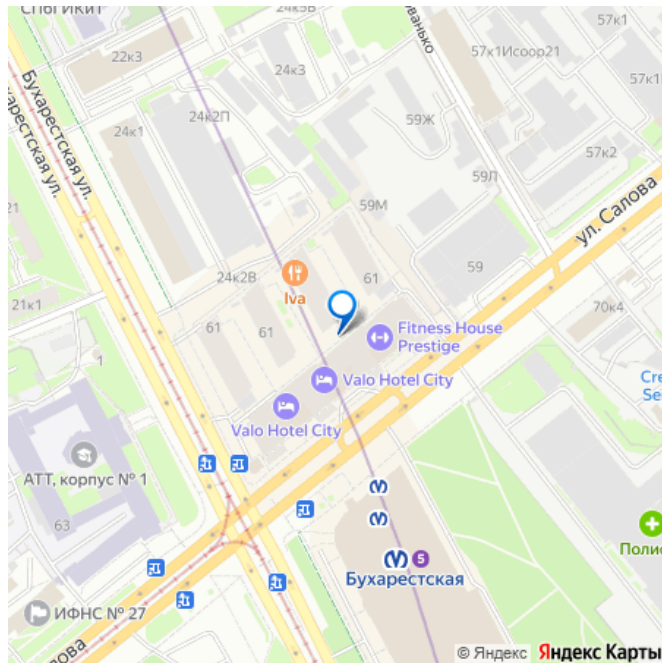 СПбГИКиТ
24к5В
57к1
22к3
24к3
57к1Исоор21
57к1
Бухарестская ул.
24к2П
24к1
59Ж
57к2
59Л
ул. Салова
59М
21
24к2В
Iva
61
59
21к1
70к4
61
61
Fitness House
Prestige
1
Valo Hotel City
Valo Hotel City
АТТ, корпус № 1
63
5
Бухарестская
ИФНС № 27
© Яндекс Яндекс Карты